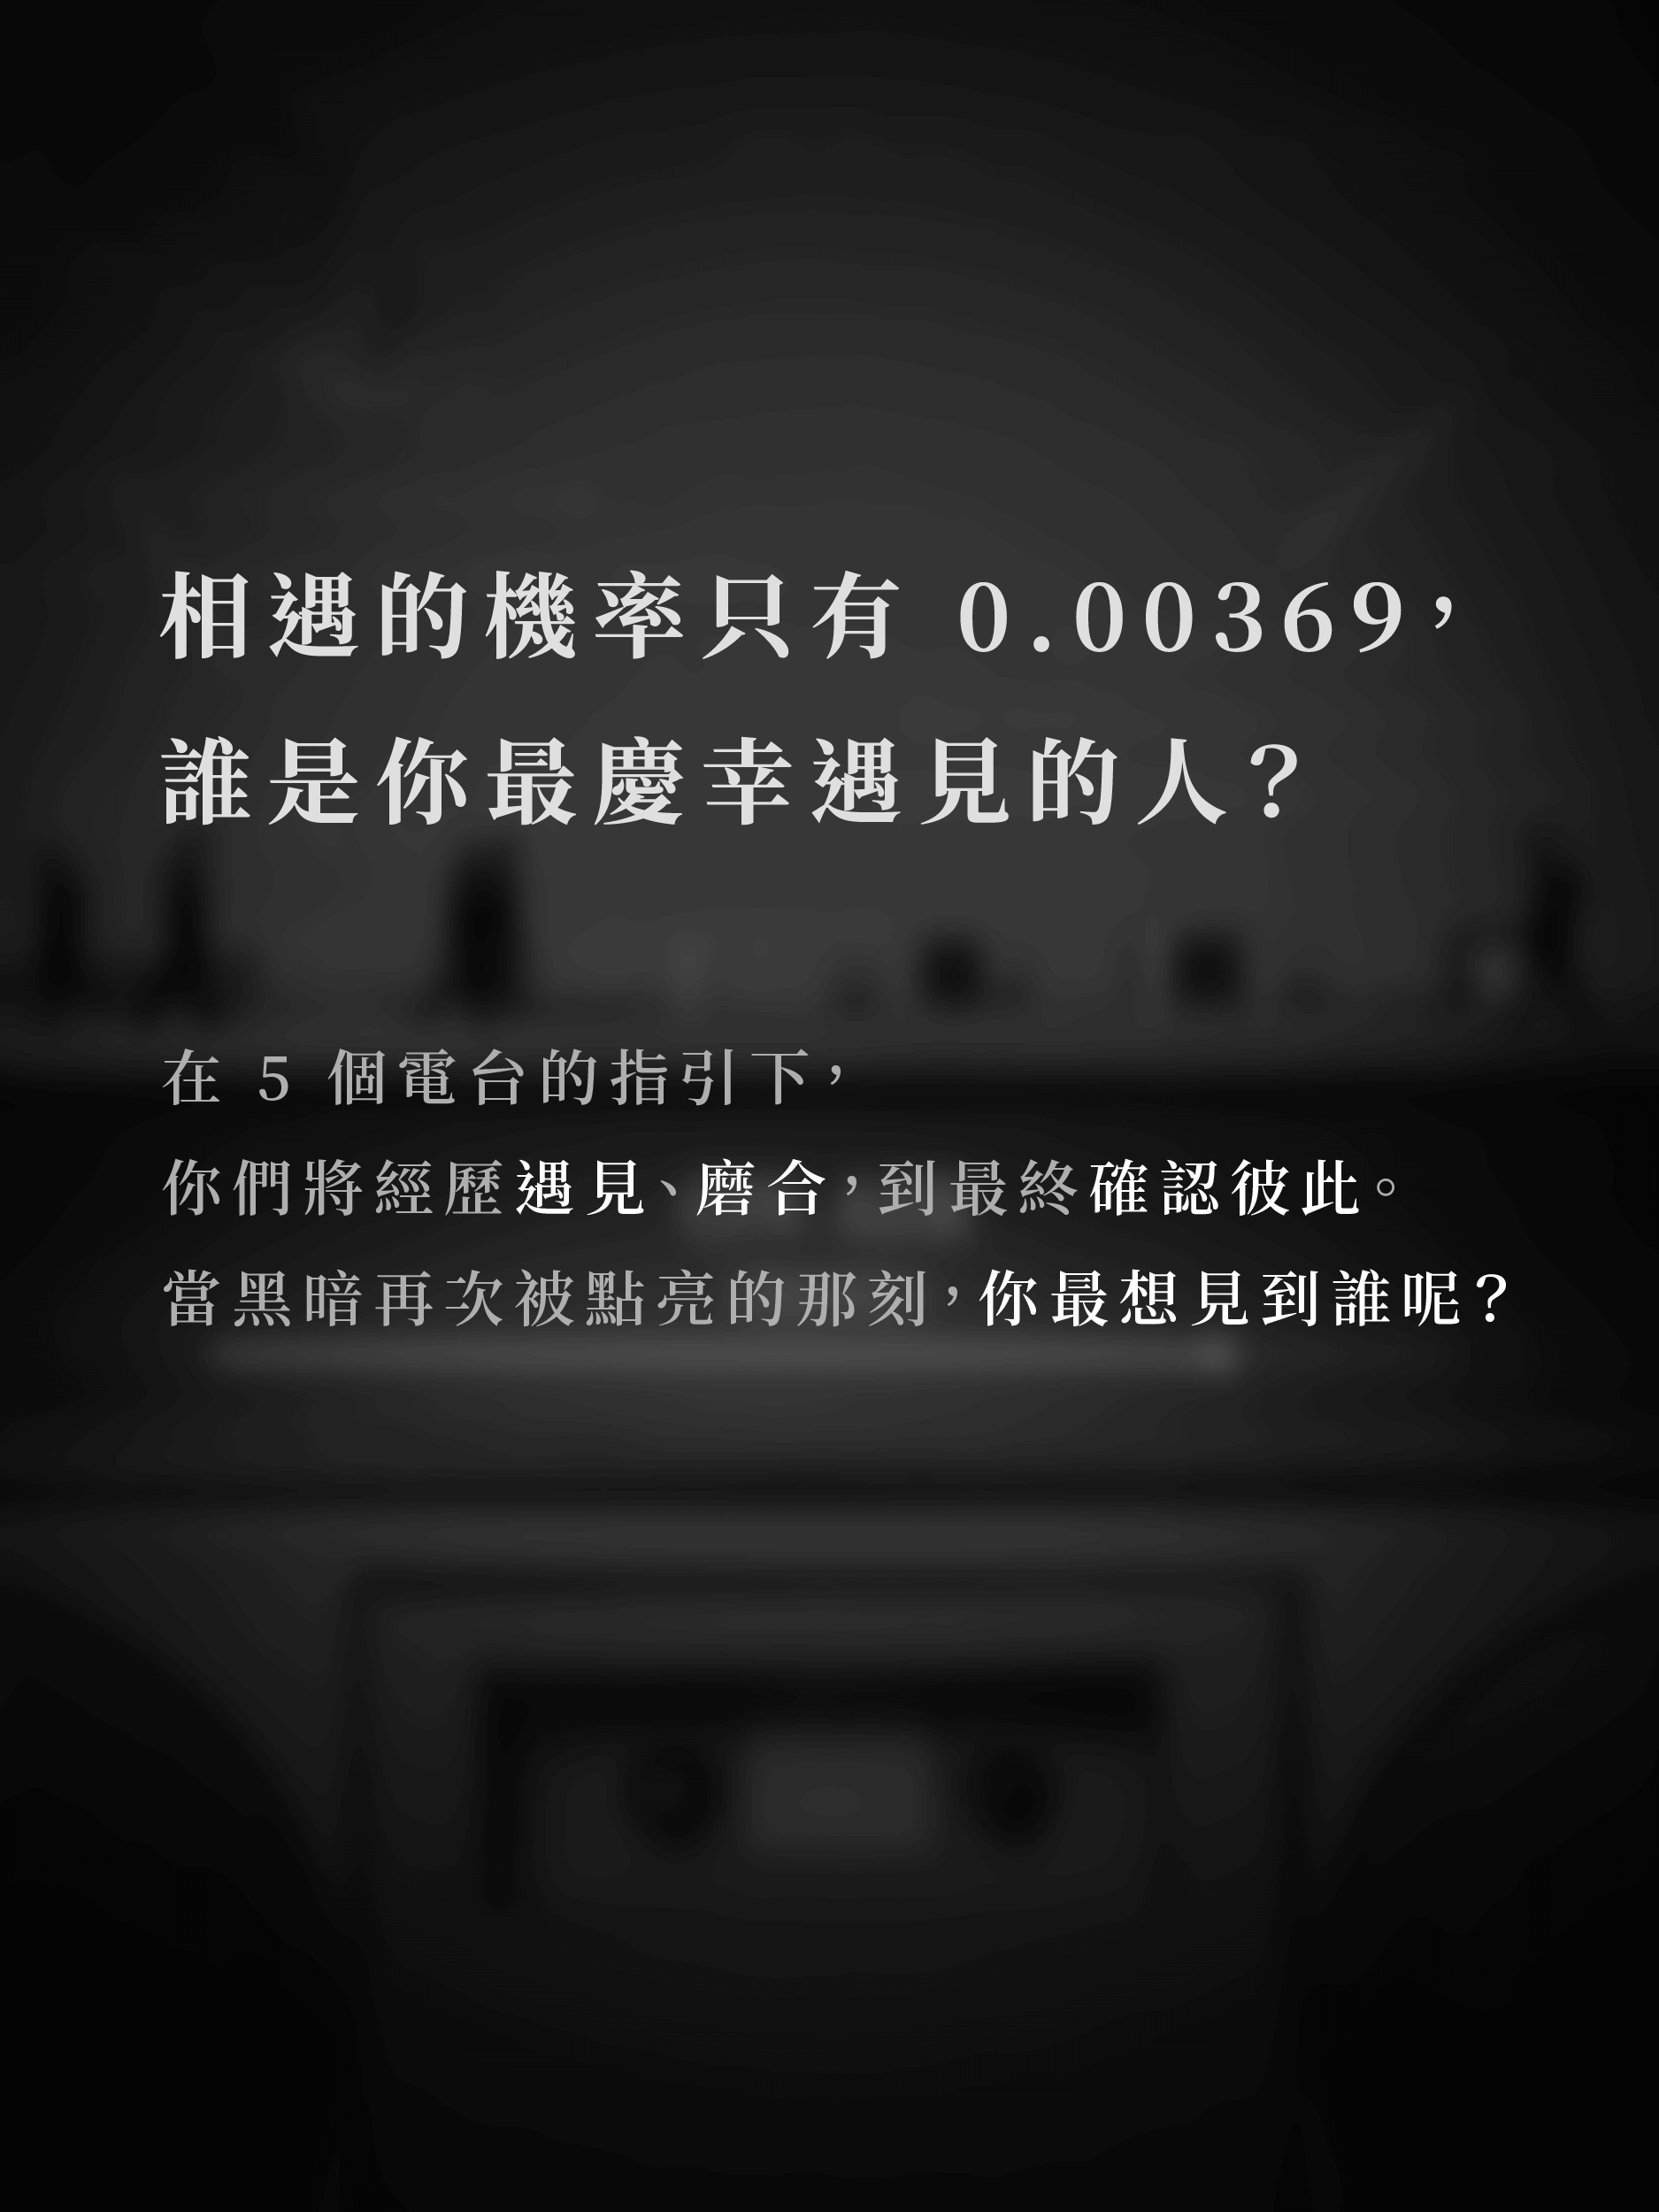 相遇的機率只有 0.00369，
誰是你最慶幸遇見的人？
在 5 個電台的指引下，
你們將經歷遇見、磨合，到最終確認彼此。
當黑暗再次被點亮的那刻，你最想見到誰呢？